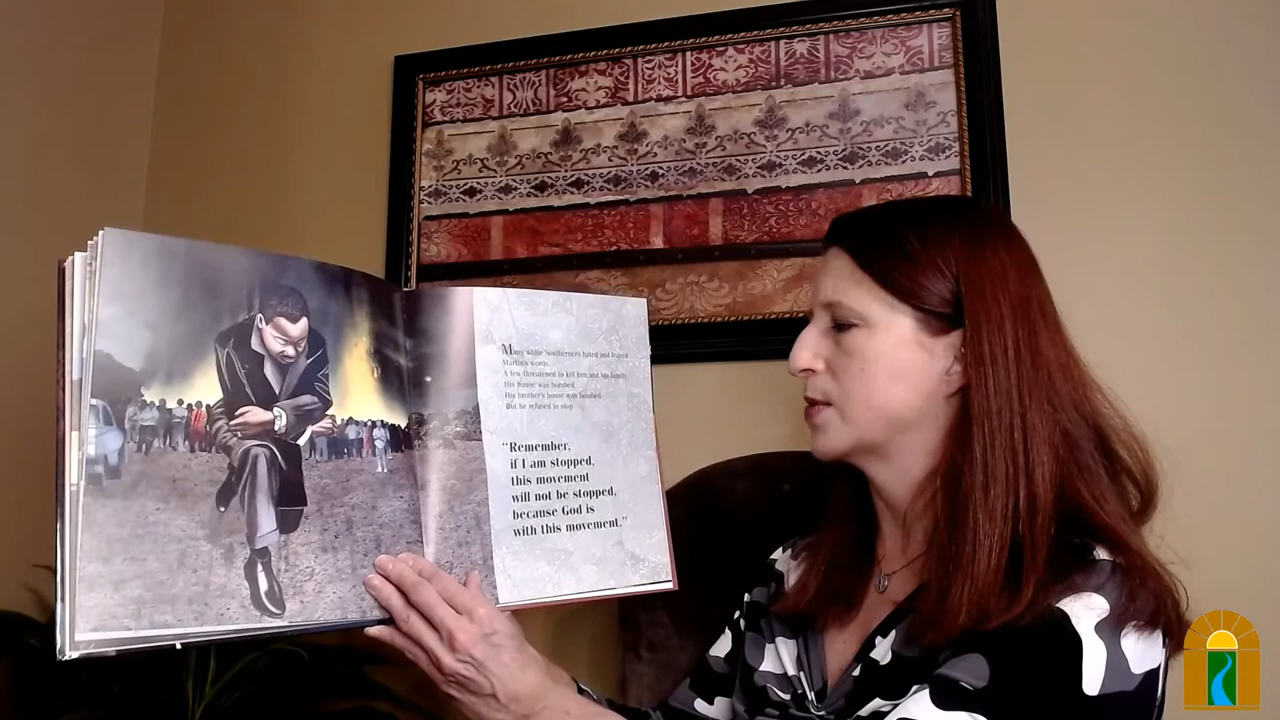 Many white Southerners hated and feared
Martin's words.
A few threatened to kill him and his family.
His house was bombed.
His brother's house was bombed.
But he refused to stop.
"Remember,
if I am stopped,
this movement
will not be stopped,
because God is
with this movement."